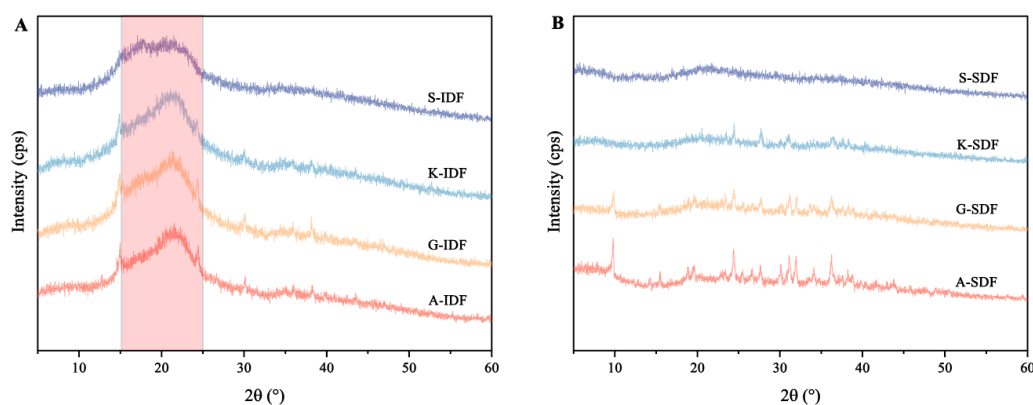 A
S-IDF
K-IDF
G-IDF
A-IDF
Intensity (cps)
10 20 30 40 50 60
2θ (°)
B
S-SDF
K-SDF
G-SDF
A-SDF
Intensity (cps)
10 20 30 40 50 60
2θ (°)